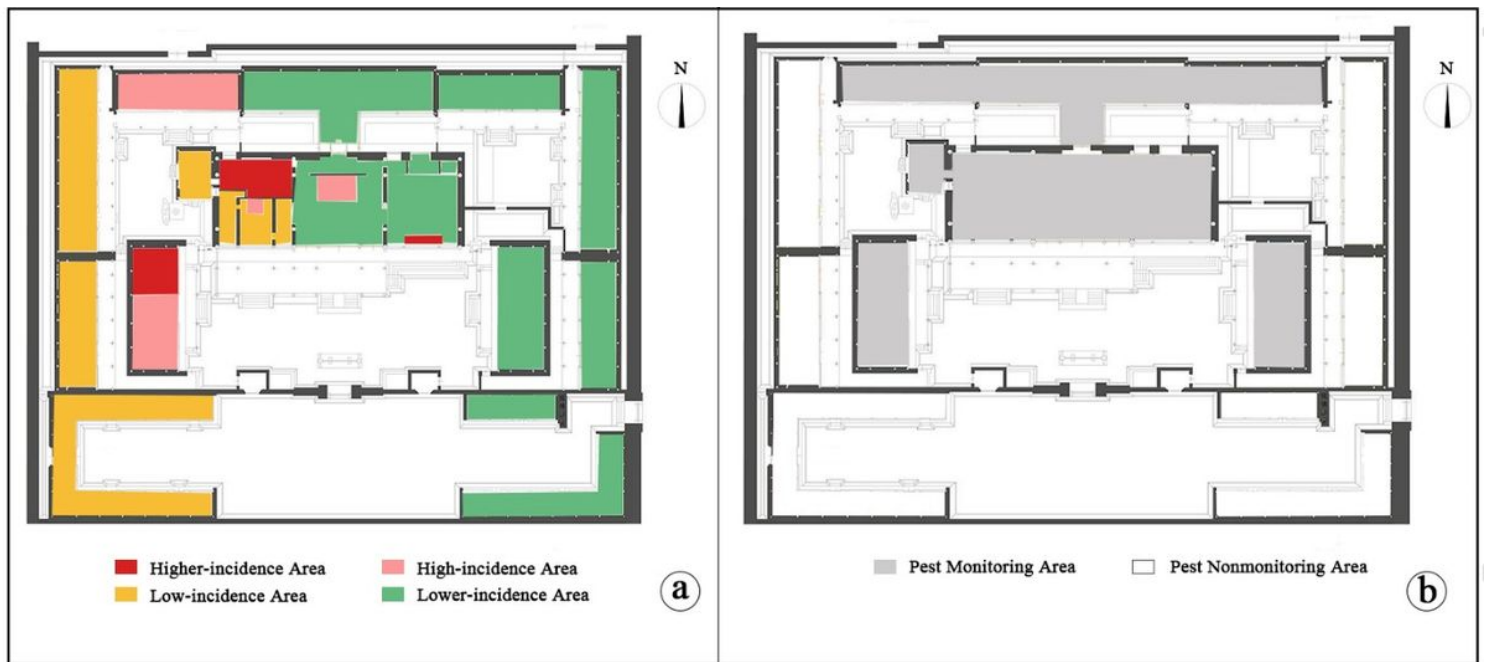 N
N
Higher-incidence Area
High-incidence Area
Low-incidence Area
Lower-incidence Area
a
Pest Monitoring Area
Pest Nonmonitoring Area
b